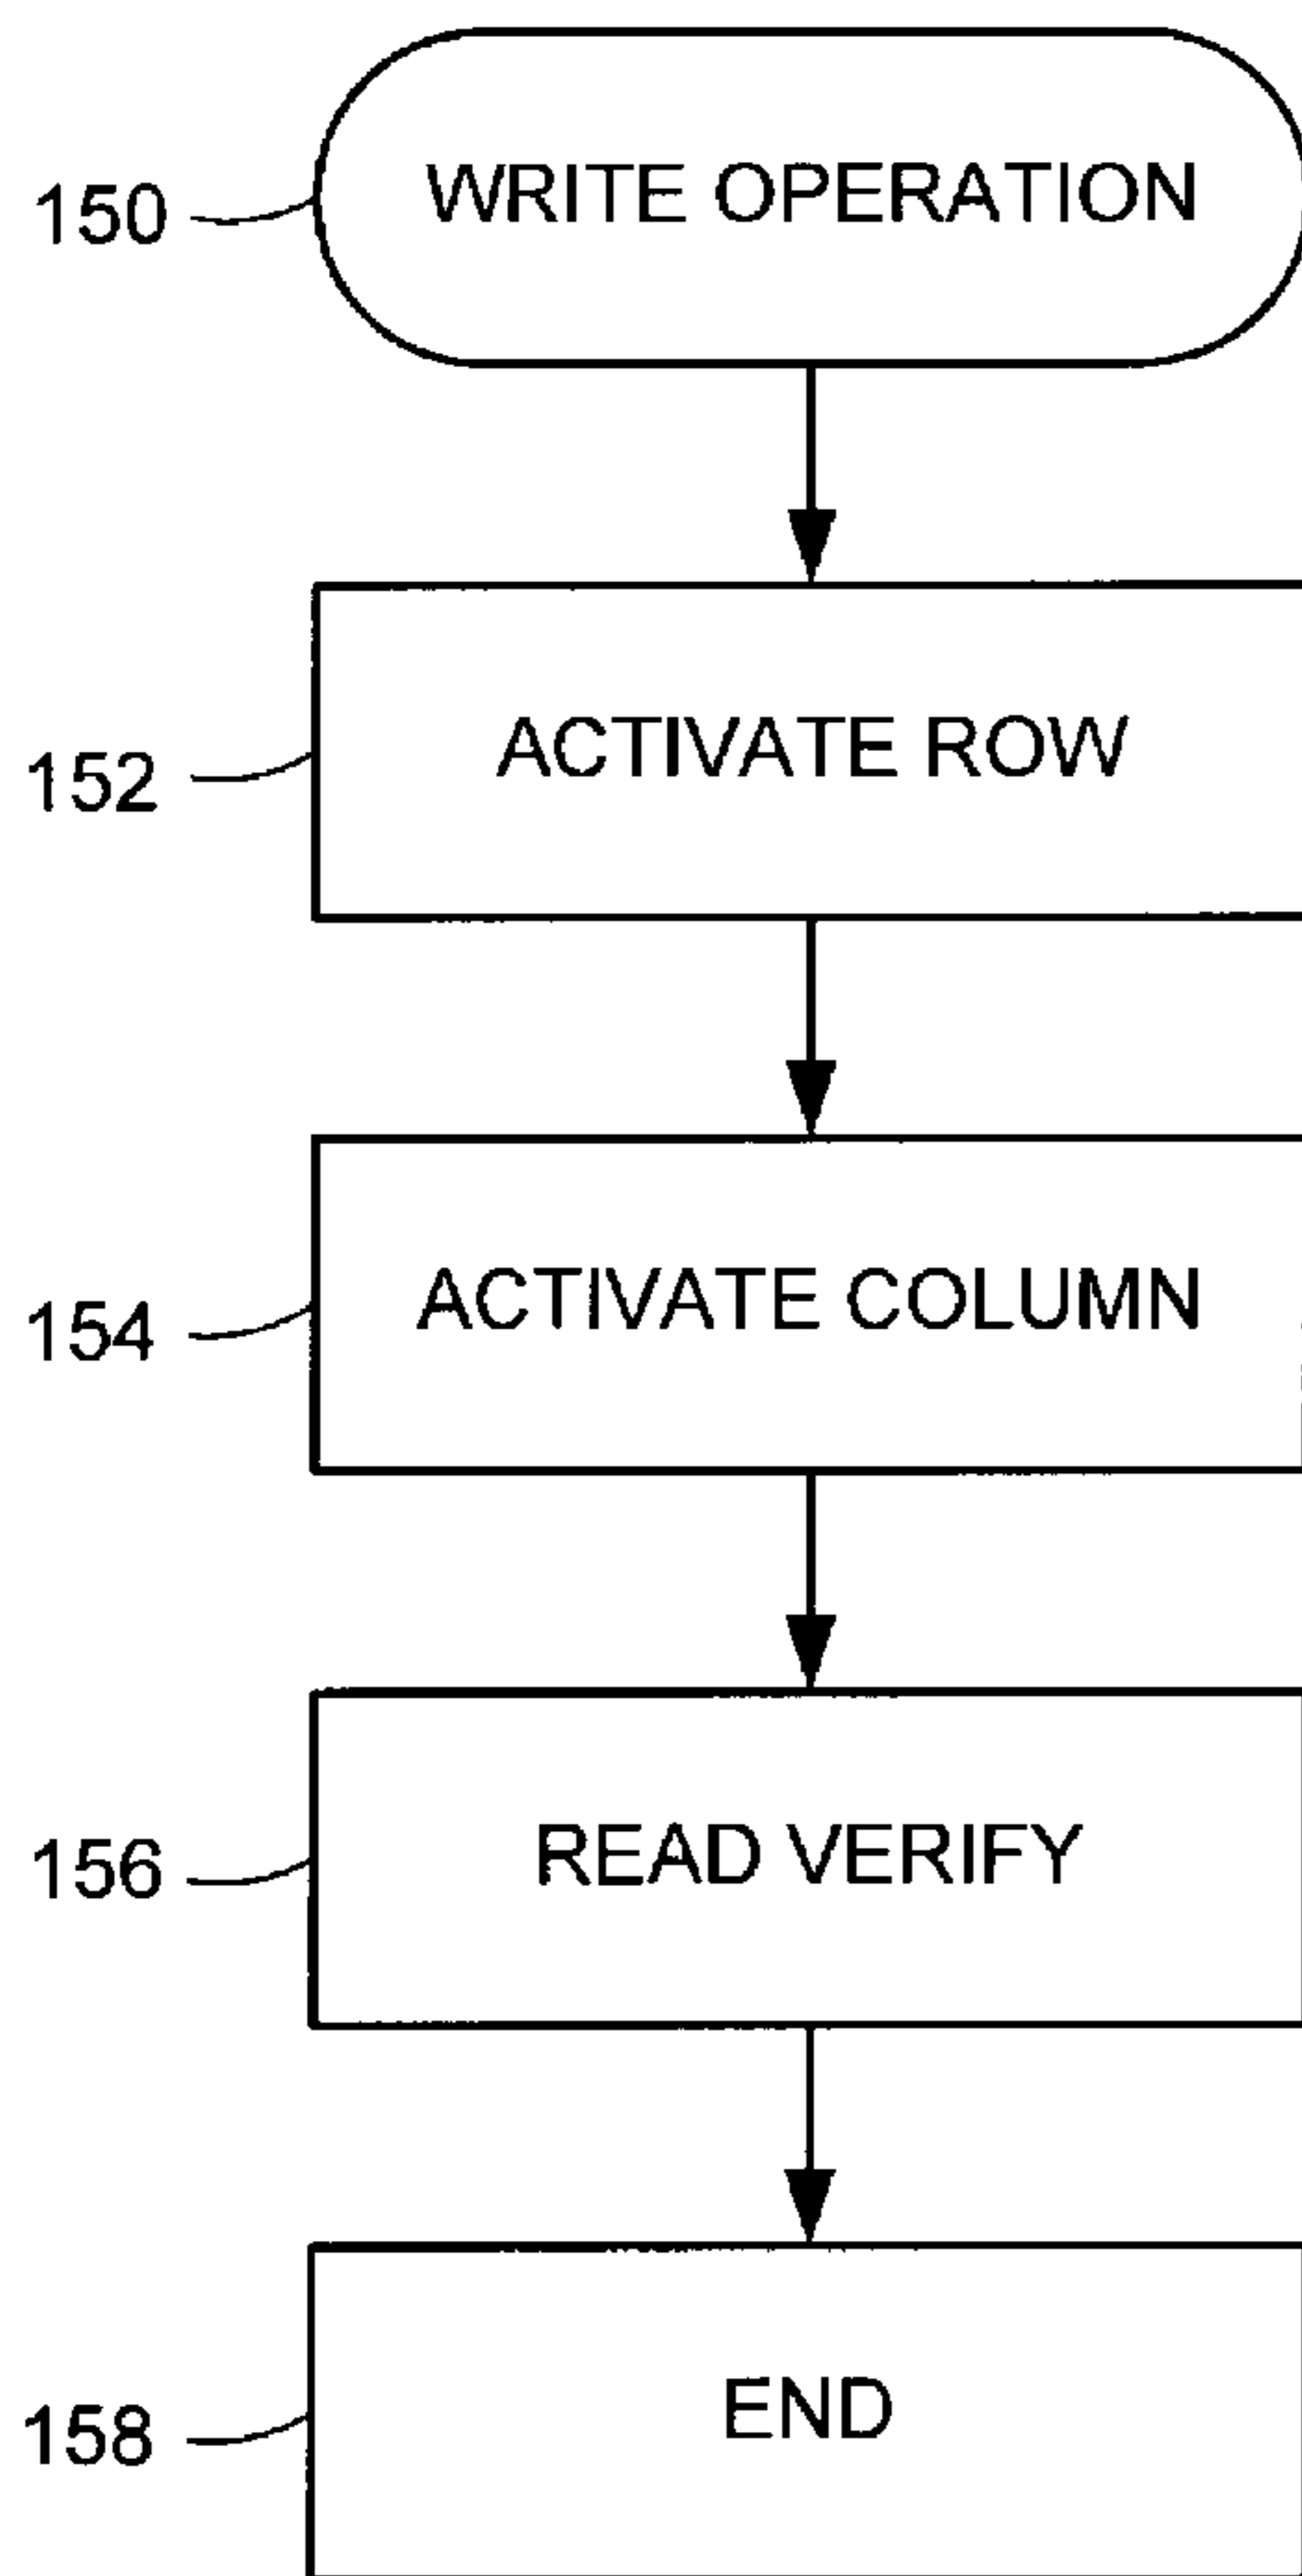 150 WRITE OPERATION
152 ACTIVATE ROW
154 ACTIVATE COLUMN
156 READ VERIFY
158 END